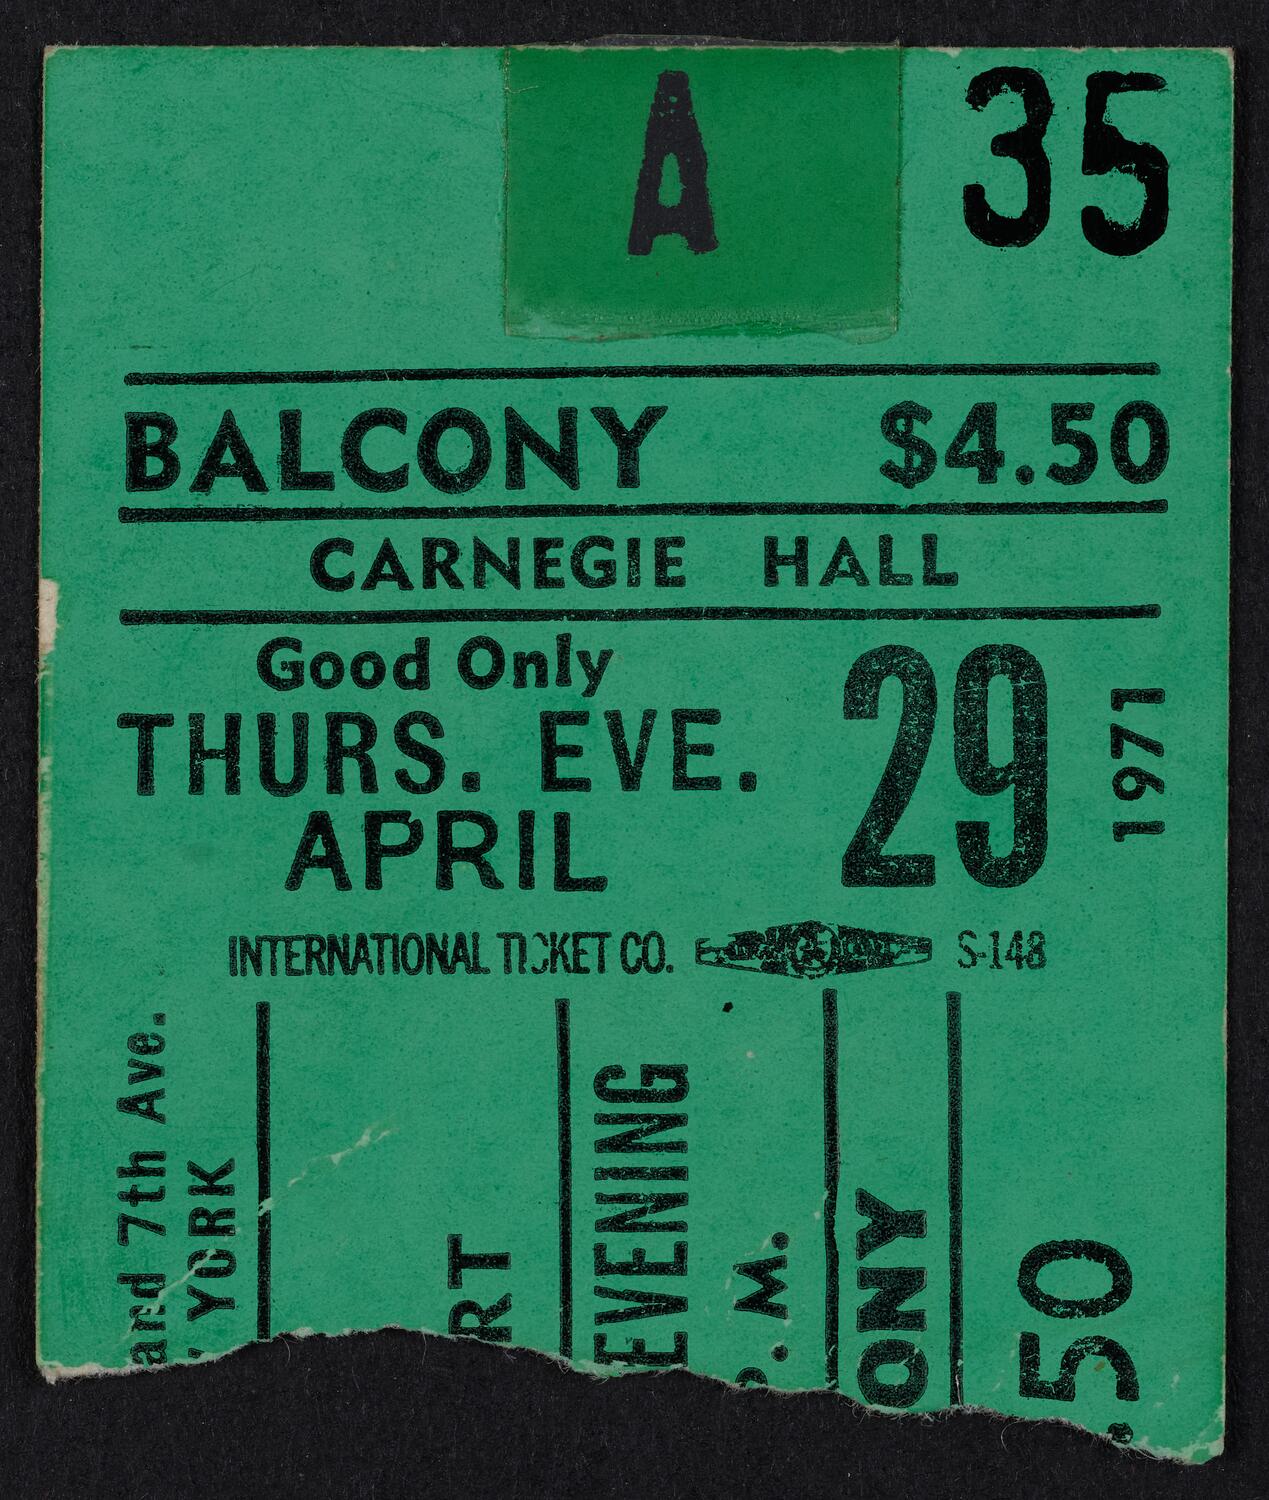 A 35
BALCONY $4.50
CARNEGIE HALL
Good Only
THURS. EVE.
APRIL
29
1971
INTERNATIONAL TICKET CO. S-148
and 7th Ave.
, YORK
RT
EVENING
P. M.
ONY
.50